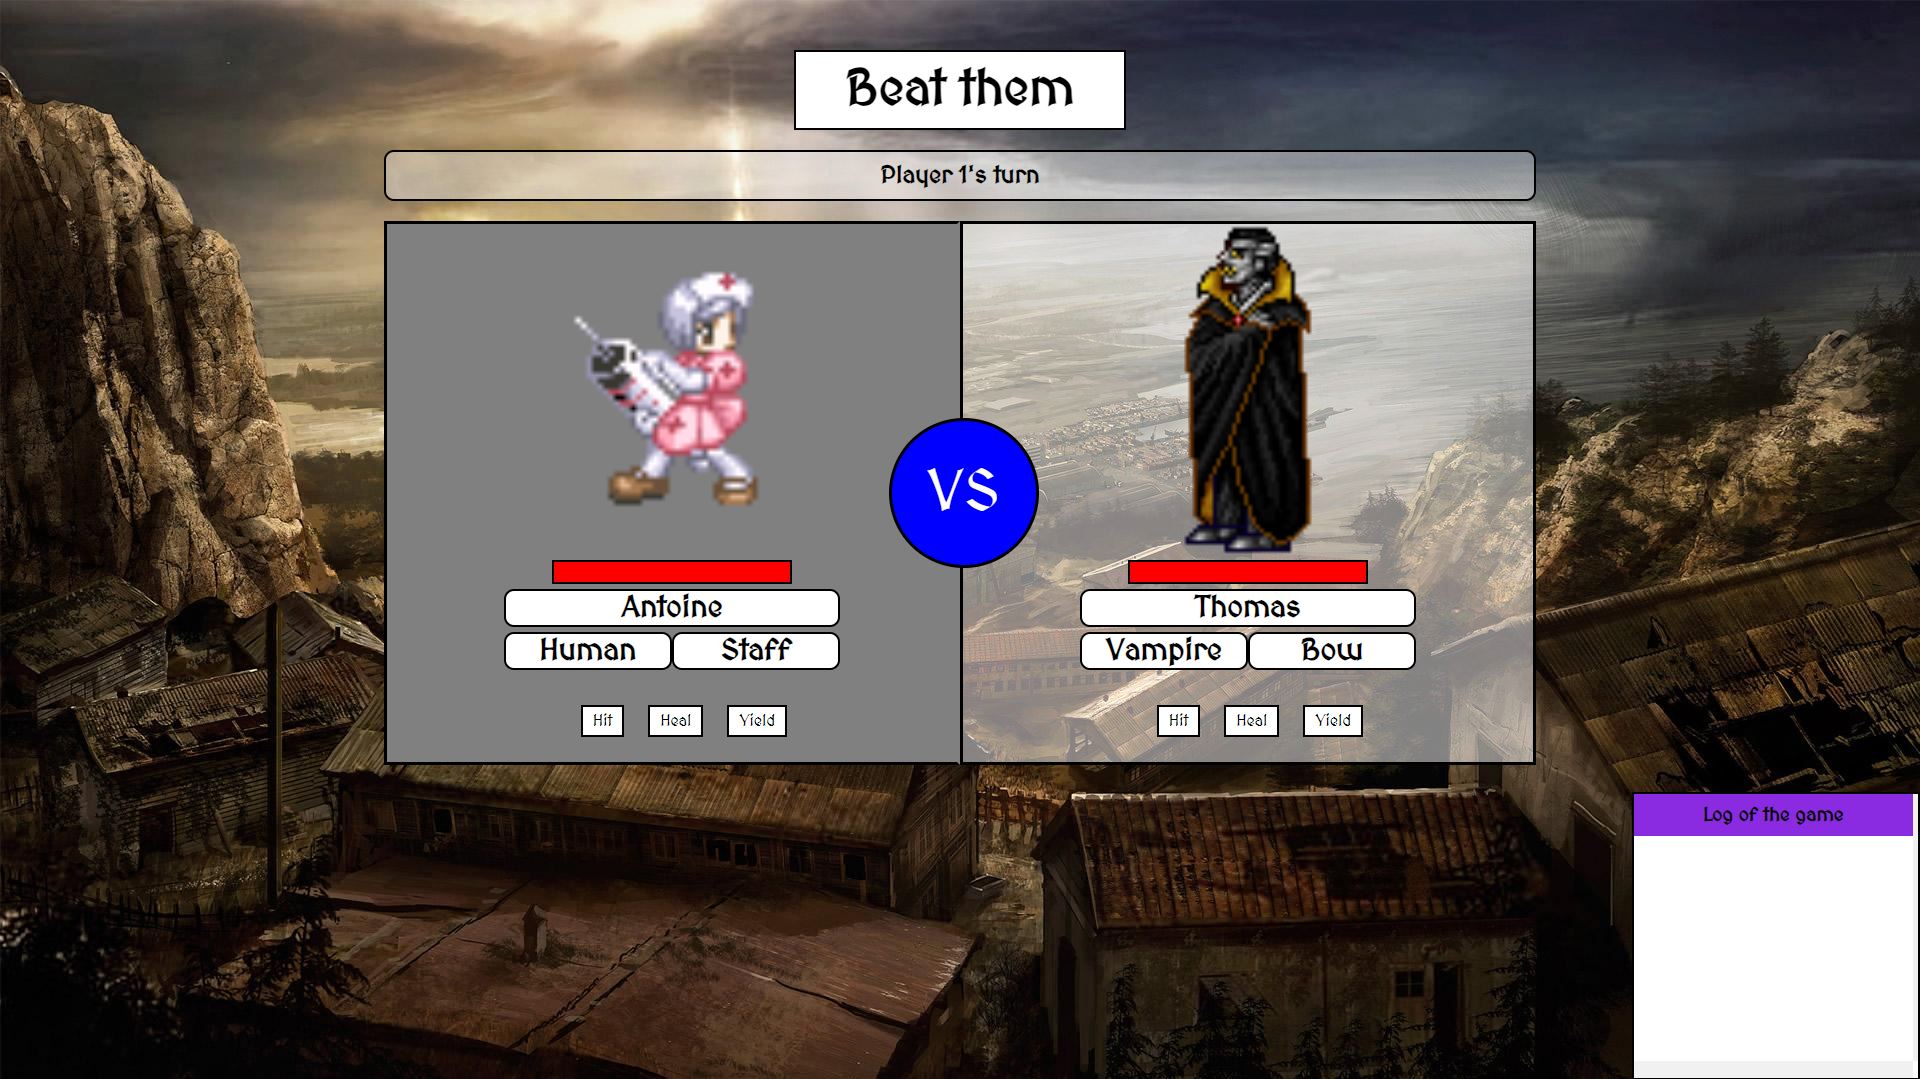 Beat them
Player 1's turn
VS
Antoine
Human Staff
Hit Heal Yield
Thomas
Vampire Bow
Hit Heal Yield
Log of the game